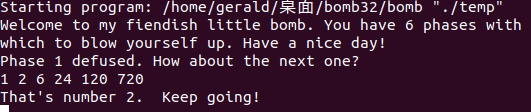 Starting program: /home/gerald/桌面/bomb32/bomb "./temp"
Welcome to my fiendish little bomb. You have 6 phases with
which to blow yourself up. Have a nice day!
Phase 1 defused. How about the next one?
1 2 6 24 120 720
That's number 2.  Keep going!